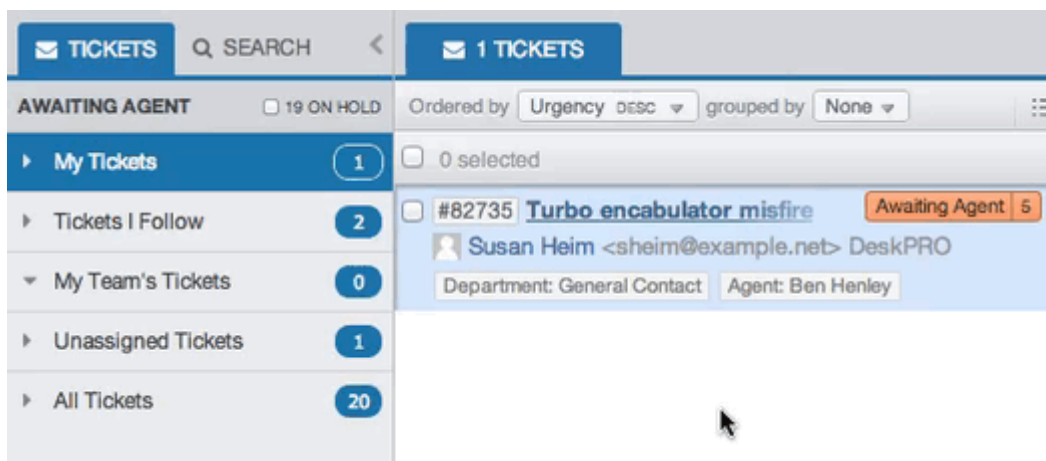 TICKETS SEARCH
AWAITING AGENT 19 ON HOLD
My Tickets 1
Tickets I Follow 2
My Team's Tickets 0
Unassigned Tickets 1
All Tickets 20
1 TICKETS
Ordered by Urgency DESC grouped by None
0 selected
#82735 Turbo encabulator misfire Awaiting Agent 5
Susan Heim <sheim@example.net> DeskPRO
Department: General Contact Agent: Ben Henley